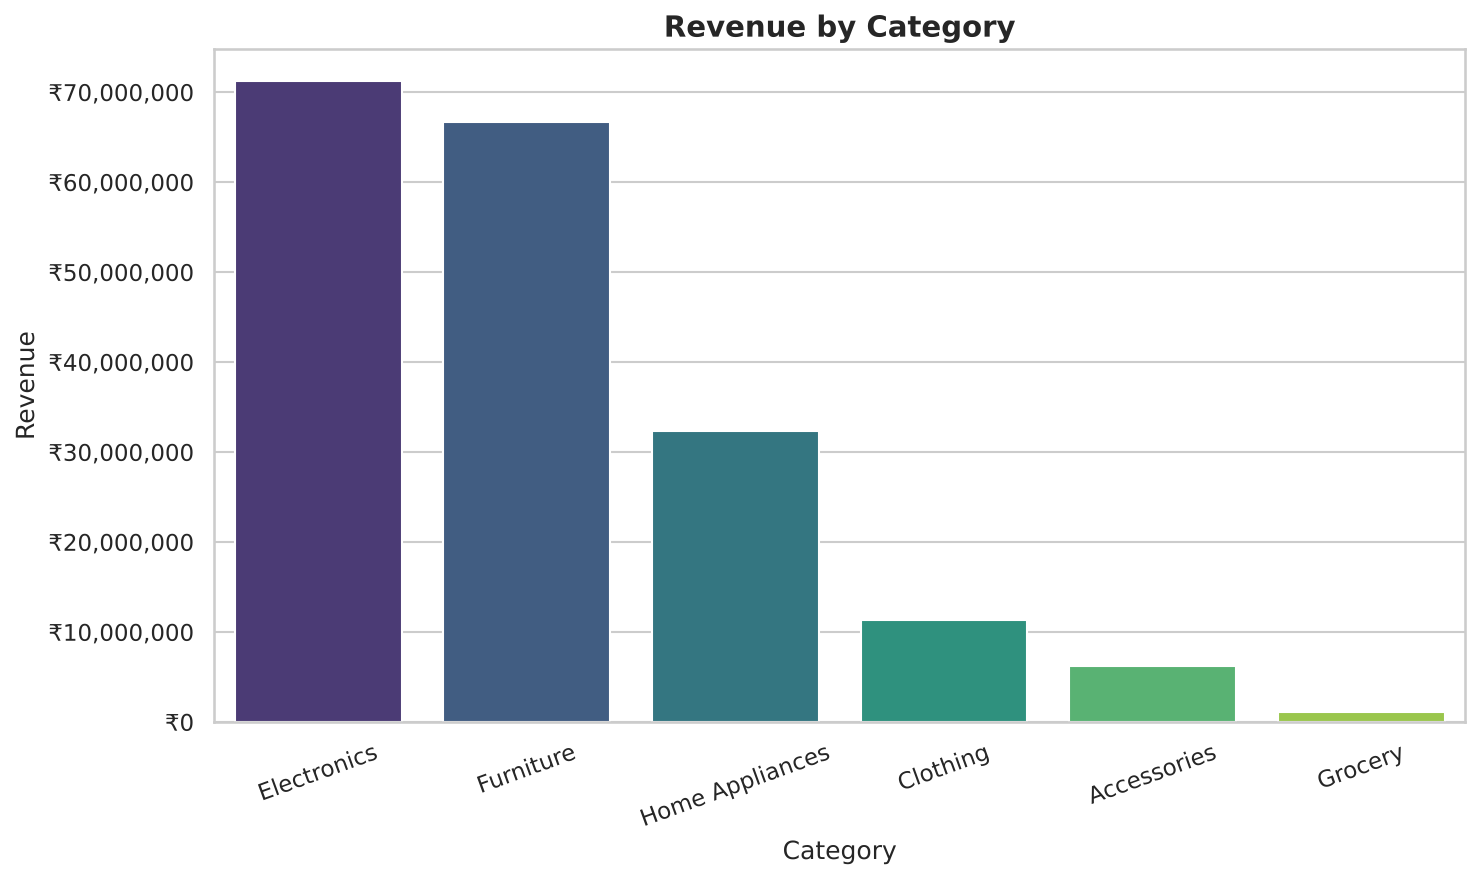 Revenue by Category
₹70,000,000
₹60,000,000
₹50,000,000
₹40,000,000
₹30,000,000
₹20,000,000
₹10,000,000
₹0
Revenue
Electronics
Furniture
Home Appliances
Clothing
Accessories
Grocery
Category